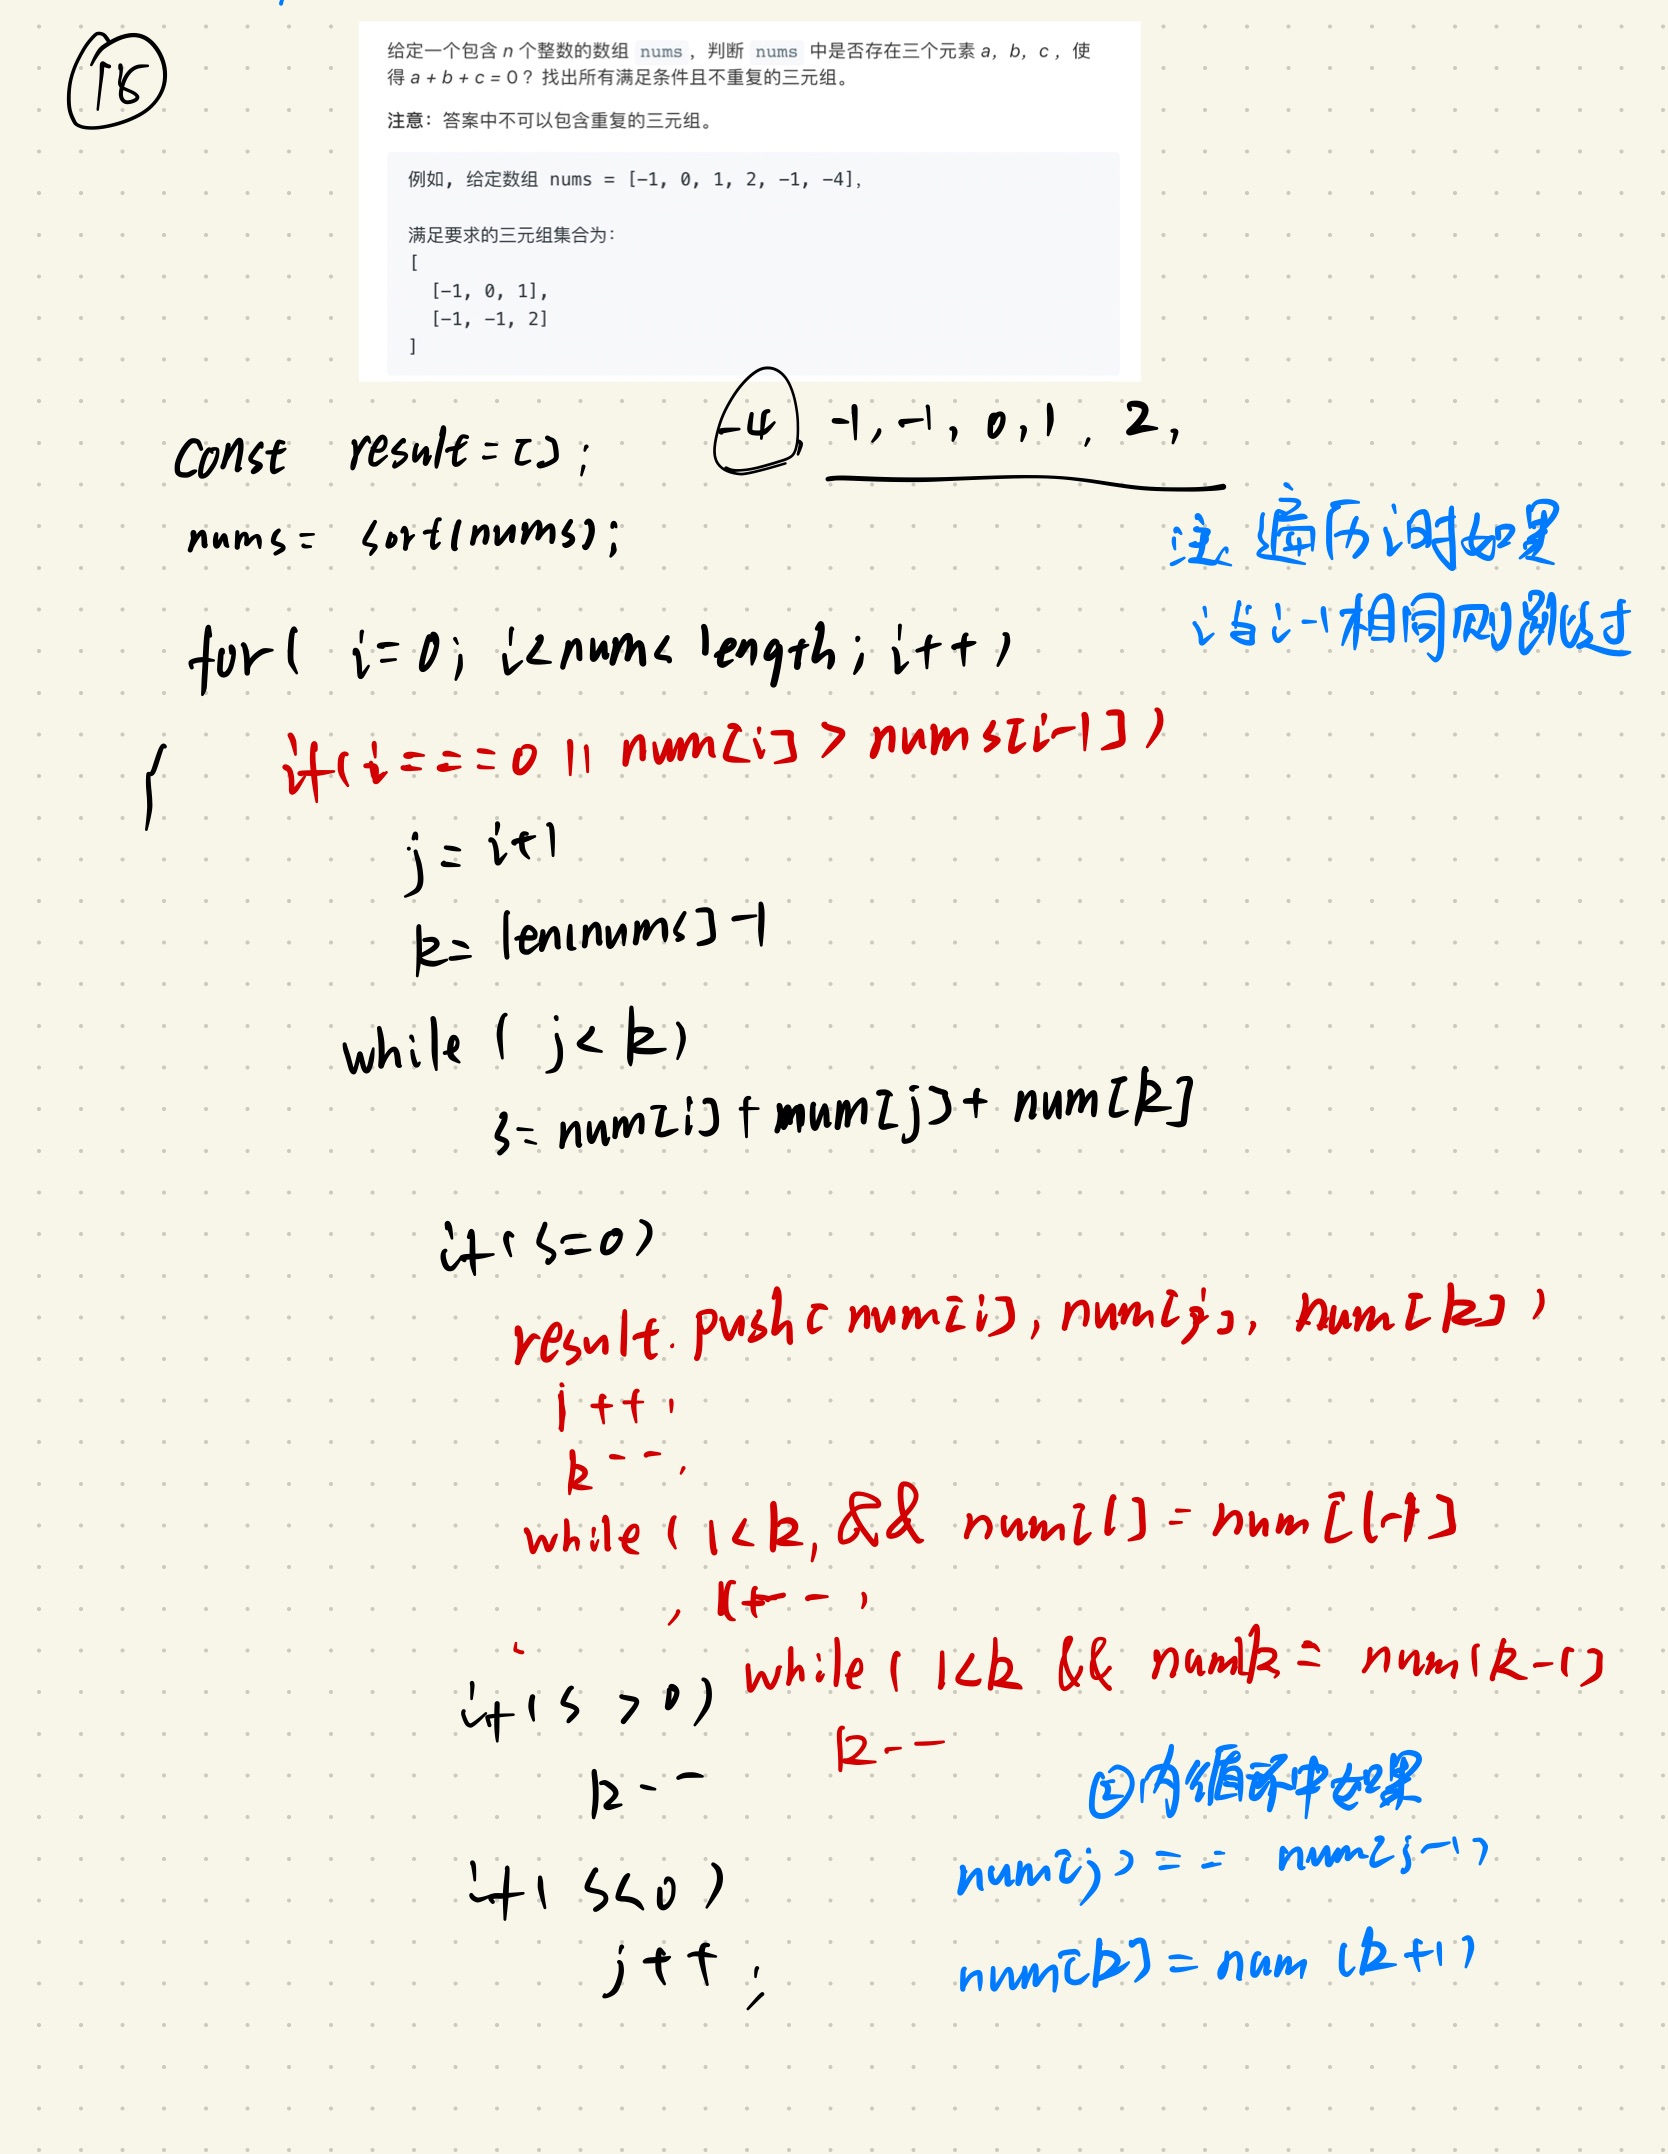 15
给定一个包含 n 个整数的数组 nums，判断 nums 中是否存在三个元素 a，b，c，使
得 a + b + c = 0？找出所有满足条件且不重复的三元组。
注意：答案中不可以包含重复的三元组。
例如, 给定数组 nums = [-1, 0, 1, 2, -1, -4]，
满足要求的三元组集合为：
[
[-1, 0, 1],
[-1, -1, 2]
]
-4, -1, -1, 0, 1, 2,
const result = [];
nums = sort(nums);
注 遍历i时如果
i与i-1相同则跳过
for( i=0; i<nums length; i++)
{ if(i===0 || num[i] > nums[i-1])
j = i+1
k = len(nums]-1
while ( j< k)
s= num[i] + num[j] + num[k]
if(s=0)
result.push( num[i], num[j], num[k])
j++,
k--,
while ( l<k, && num[l] = num[l-1]
while ( l<k && num[k = num(k-1]
k--
if(s > 0)
k--
②内循环中如果
num[j] == num[j-1]
num[k] = num (k+1)
if( s<0 )
j++;